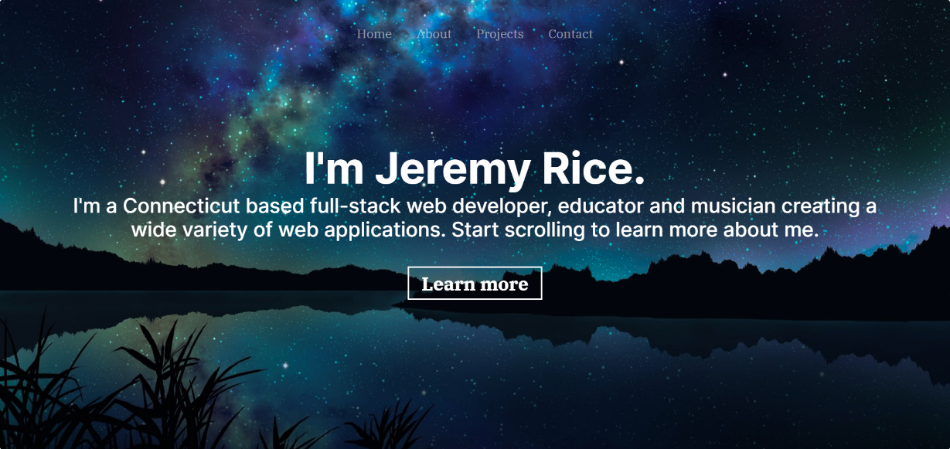 Home About Projects Contact
I'm Jeremy Rice.
I'm a Connecticut based full-stack web developer, educator and musician creating a
wide variety of web applications. Start scrolling to learn more about me.
Learn more